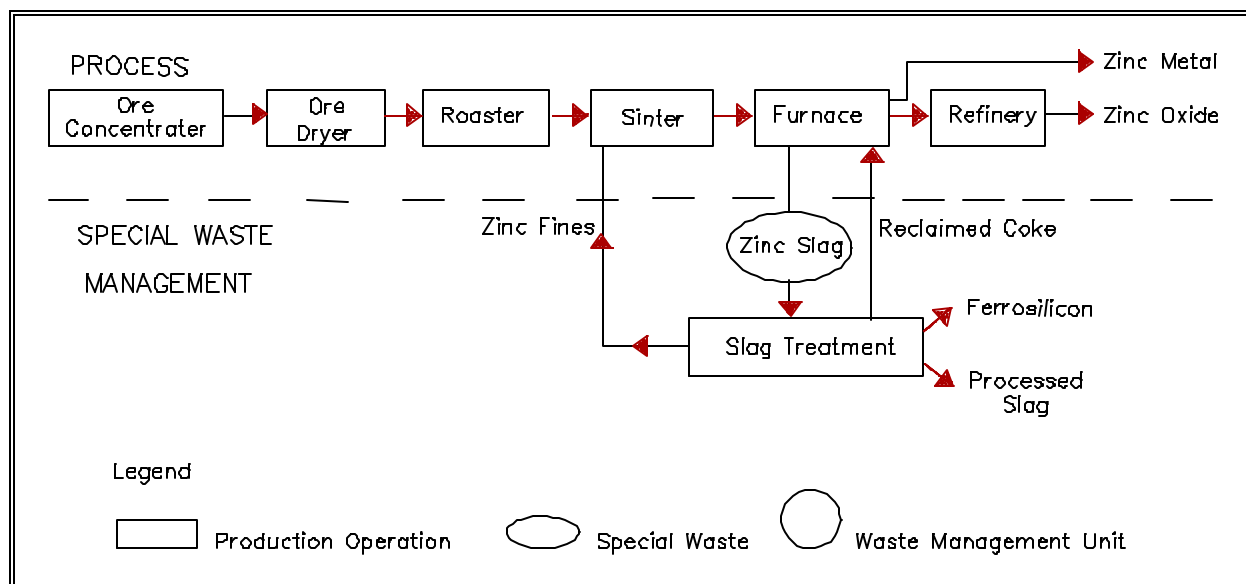 PROCESS
Zinc Metal
Ore
Concentrater
Ore
Dryer
Roaster
Sinter
Furnace
Refinery
Zinc Oxide
SPECIAL WASTE
MANAGEMENT
Zinc Fines
Zinc Slag
Reclaimed Coke
Slag Treatment
Ferrosilicon
Processed
Slag
Legend
Production Operation
Special Waste
Waste Management Unit